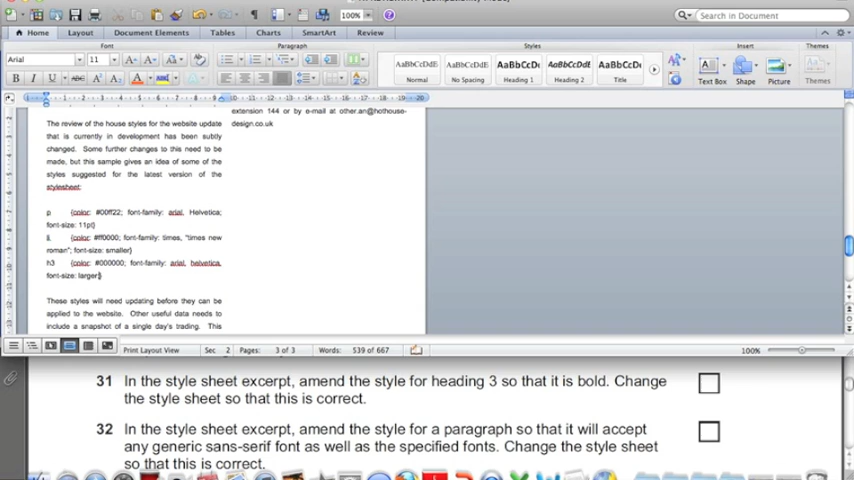 100%
Search in Document
Home Layout Document Elements Tables Charts SmartArt Review
Font Paragraph Styles Insert Themes
Arial 11
AaBbCcDdE AaBbCcDdE AaBbCcDc AaBbCcDdE AaBbCcDc
Normal No Spacing Heading 1 Heading 2 Title Text Box Shape Picture Themes
extension 144 or by e-mail at other.an@hothouse-
design.co.uk
The review of the house styles for the website update
that is currently in development has been subtly
changed. Some further changes to this need to be
made, but this sample gives an idea of some of the
styles suggested for the latest version of the
stylesheet:
p {color: #00ff22; font-family: arial, Helvetica;
font-size: 11pt}
li {color: #ff0000; font-family: times, "times new
roman"; font-size: smaller}
h3 {color: #000000; font-family: arial, helvetica,
font-size: larger;}
These styles will need updating before they can be
applied to the website. Other useful data needs to
include a snapshot of a single day's trading. This
Print Layout View Sec 2 Pages: 3 of 3 Words: 539 of 667 100%
31 In the style sheet excerpt, amend the style for heading 3 so that it is bold. Change
the style sheet so that this is correct.
32 In the style sheet excerpt, amend the style for a paragraph so that it will accept
any generic sans-serif font as well as the specified fonts. Change the style sheet
so that this is correct.